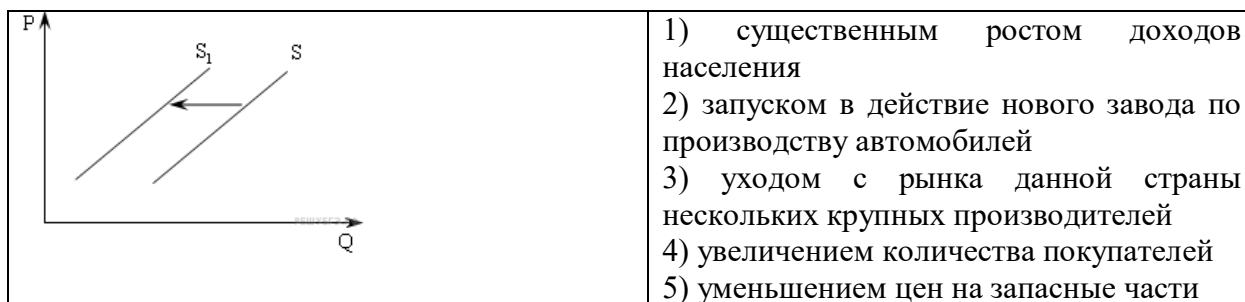 P
S₁
S
Q
1) существенным ростом доходов
населения
2) запуском в действие нового завода по
производству автомобилей
3) уходом с рынка данной страны
нескольких крупных производителей
4) увеличением количества покупателей
5) уменьшением цен на запасные части